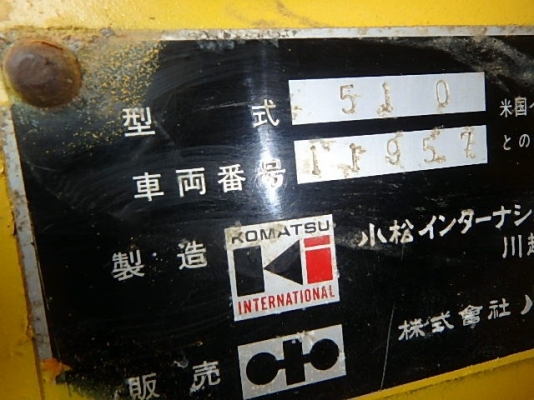 型式 510 米国
車両番号 11957 との
製造 KOMATSU INTERNATIONAL 小松インターナシ
川越
販売 株式會社